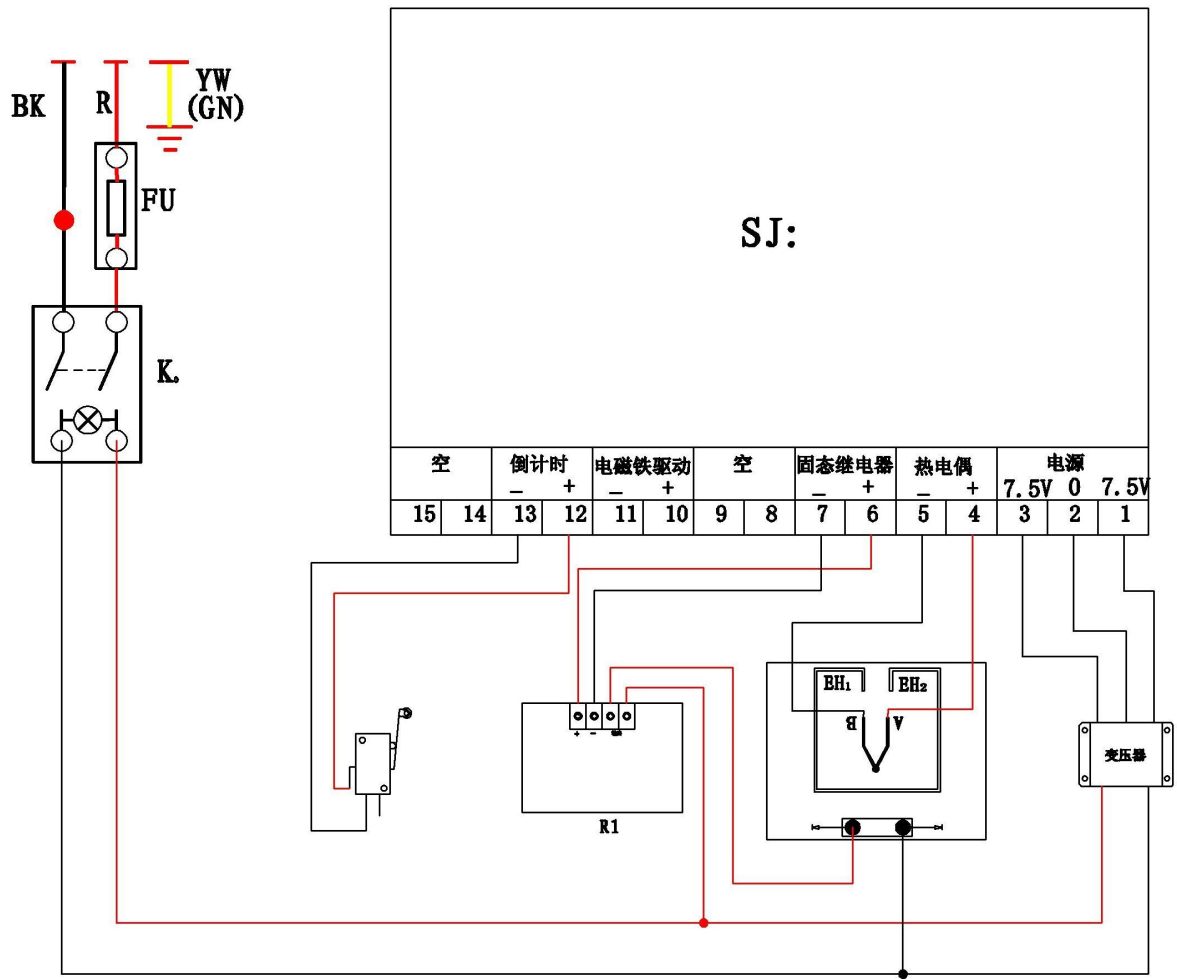 BK
R
YW
(GN)
FU
K.
SJ:
空 倒计时 电磁铁驱动 空 固态继电器 热电偶 电源
— + — + — + — + 7.5V 0 7.5V
15 14 13 12 11 10 9 8 7 6 5 4 3 2 1
EH₁ EH₂
B A
+ -
R1
变压器